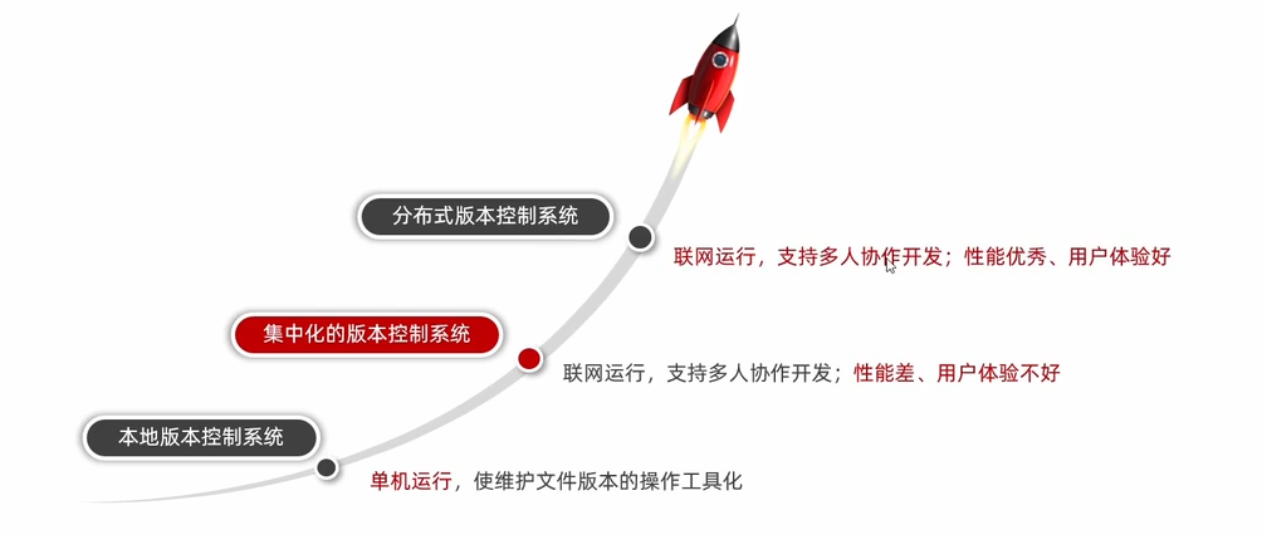 分布式版本控制系统
联网运行，支持多人协作开发；性能优秀、用户体验好
集中化的版本控制系统
联网运行，支持多人协作开发；性能差、用户体验不好
本地版本控制系统
单机运行，使维护文件版本的操作工具化